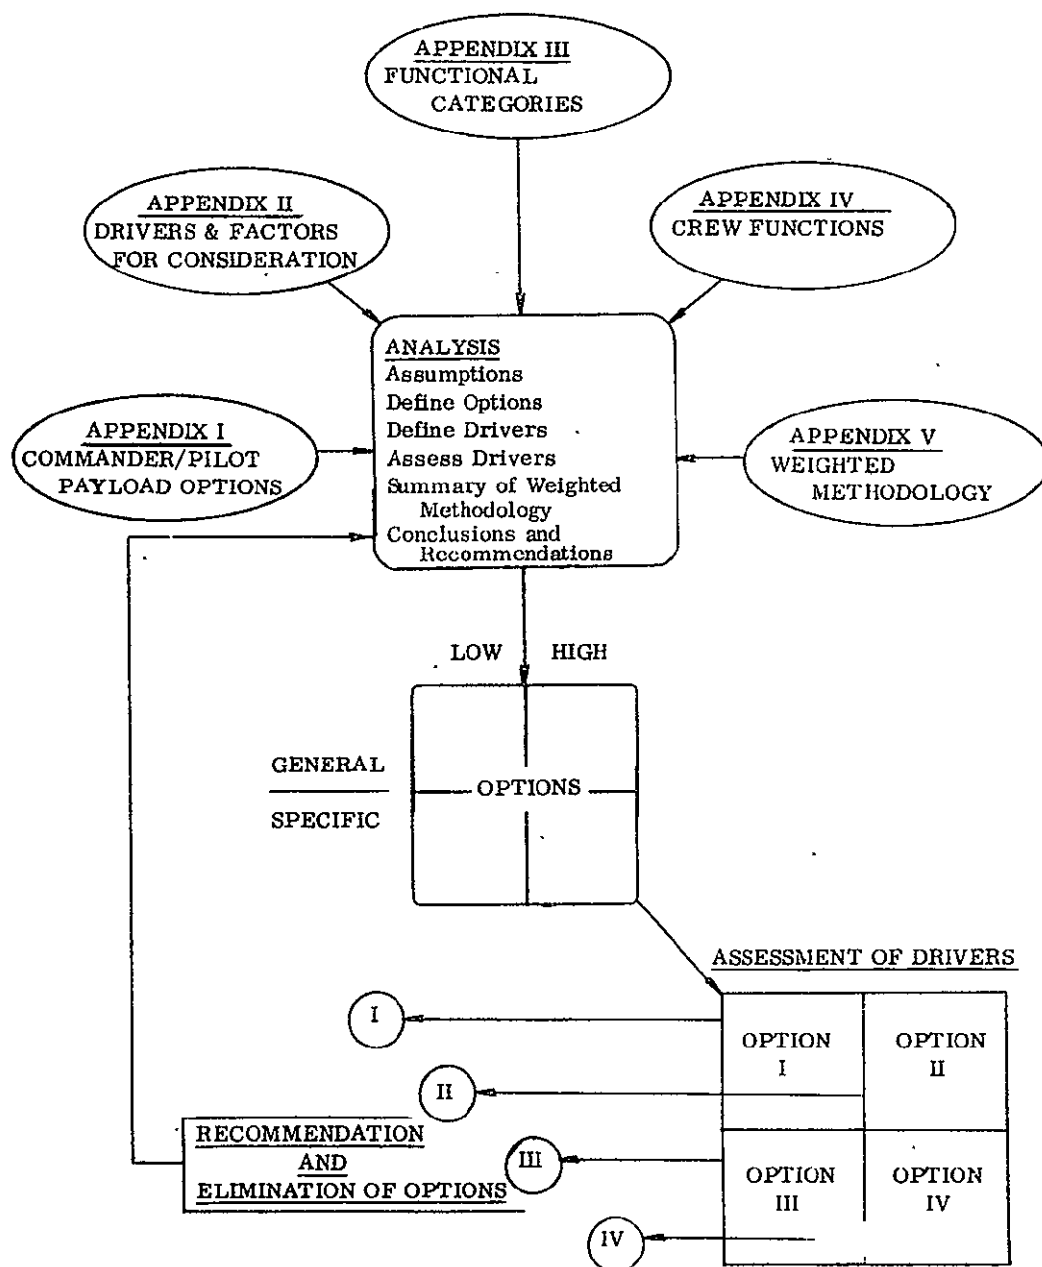 APPENDIX III
FUNCTIONAL
CATEGORIES
APPENDIX II
DRIVERS & FACTORS
FOR CONSIDERATION
APPENDIX IV
CREW FUNCTIONS
ANALYSIS
Assumptions
Define Options
Define Drivers
Assess Drivers
Summary of Weighted
Methodology
Conclusions and
Recommendations
APPENDIX I
COMMANDER/PILOT
PAYLOAD OPTIONS
APPENDIX V
WEIGHTED
METHODOLOGY
LOW HIGH
GENERAL
SPECIFIC
OPTIONS
ASSESSMENT OF DRIVERS
OPTION
I
OPTION
II
OPTION
III
OPTION
IV
I
II
III
IV
RECOMMENDATION
AND
ELIMINATION OF OPTIONS